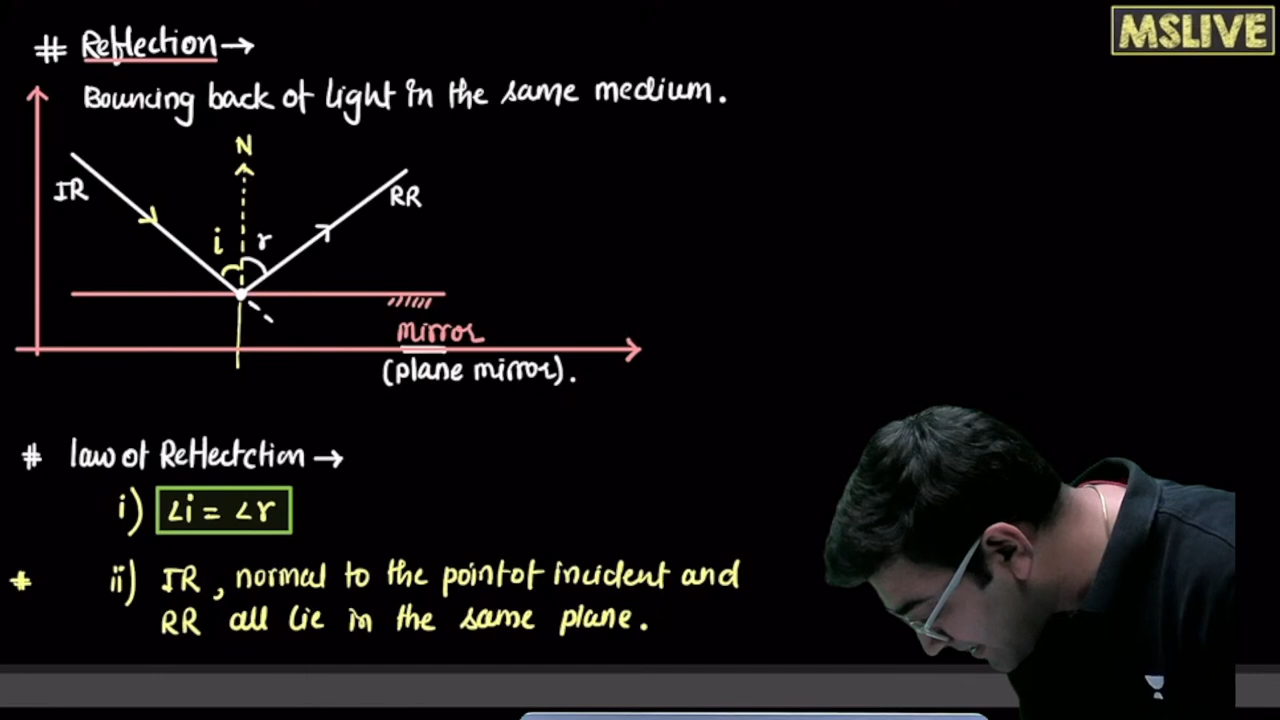 MSLIVE
# Reflection →
Bouncing back of light in the same medium.
N
IR
RR
i
r
mirror
(plane mirror).
# law of Reflectction →
i) ∠i = ∠r
* ii) IR, normal to the point of incident and
RR all lie in the same plane.